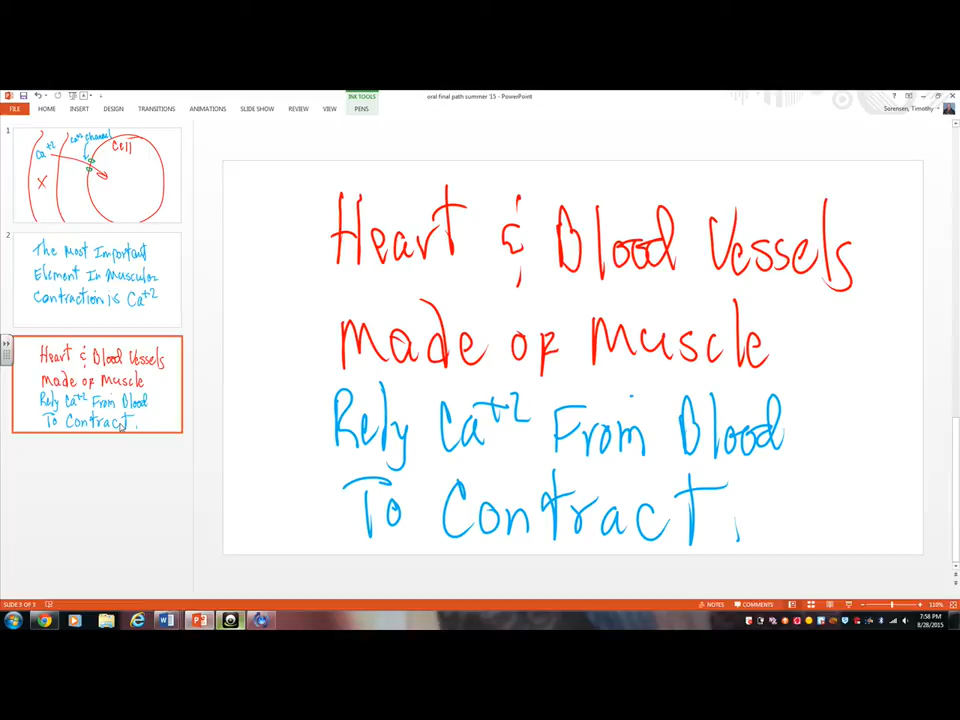 oral final path summer '15 - PowerPoint
INK TOOLS
FILE HOME INSERT DESIGN TRANSITIONS ANIMATIONS SLIDE SHOW REVIEW VIEW PENS
Sorensen, Timothy
1
Ca+2
Ca+2 channel
Cell
X
2
The Most Important
Element In Muscular
Contraction is Ca+2
Heart & Blood Vessels
made of Muscle
Rely Ca+2 From Blood
To Contract.
Heart & Blood Vessels
made of Muscle
Rely Ca+2 From Blood
To Contract.
SLIDE 3 OF 3
NOTES
COMMENTS
110%
7:58 PM
8/28/2015